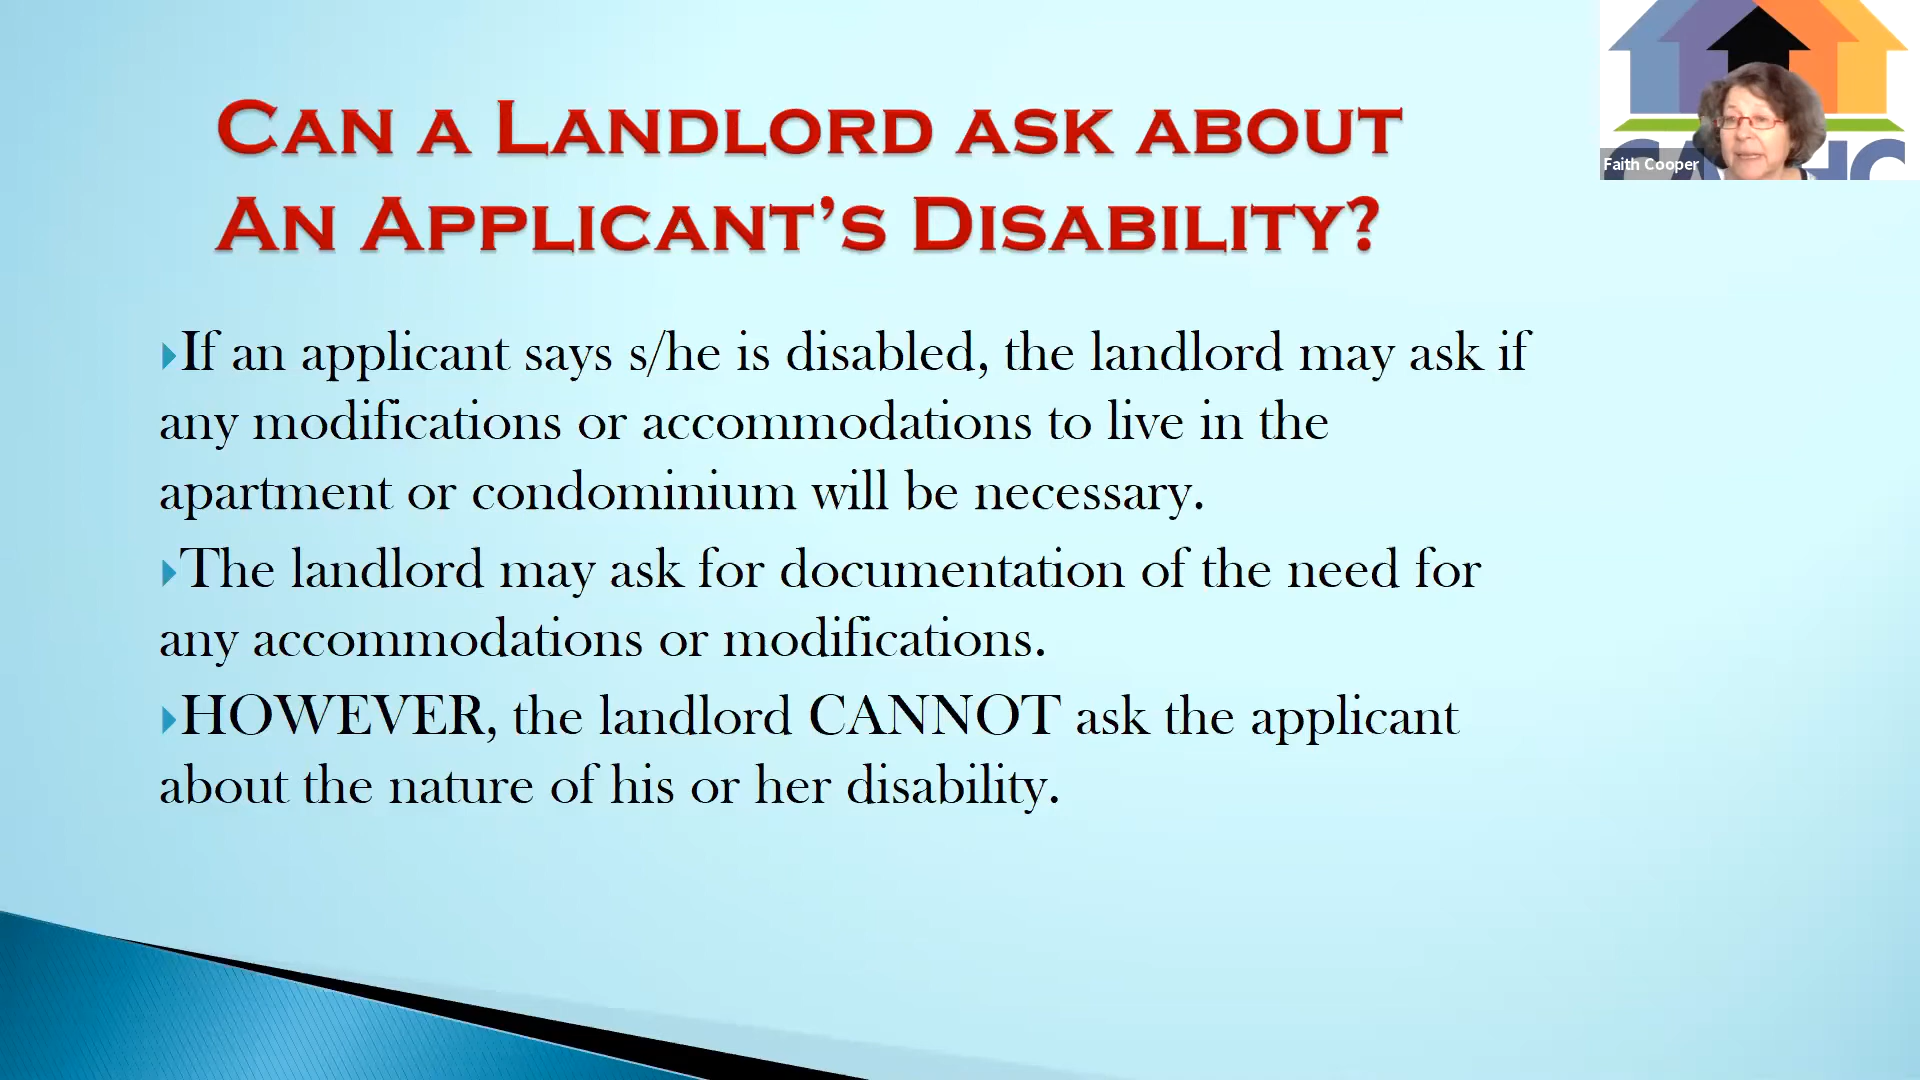 CAN A LANDLORD ASK ABOUT
AN APPLICANT’S DISABILITY?
If an applicant says s/he is disabled, the landlord may ask if
any modifications or accommodations to live in the
apartment or condominium will be necessary.
The landlord may ask for documentation of the need for
any accommodations or modifications.
HOWEVER, the landlord CANNOT ask the applicant
about the nature of his or her disability.
Faith Cooper